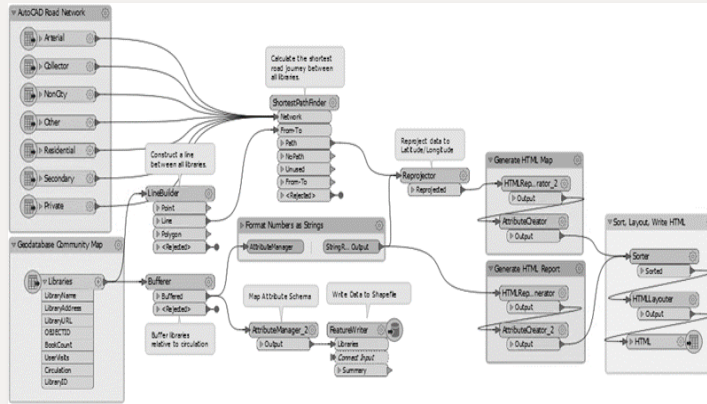 AutoCAD Road Network
Arterial
Collector
NonCity
Other
Residential
Secondary
Private
Geodatabase Community Map
Libraries
LibraryName
LibraryAddress
LibraryURL
OBJECTID
BookCount
UserVisits
Circulation
LibraryID
Construct a line
between all libraries.
LineBuilder
Point
Line
Polygon
<Rejected>
Bufferer
Buffered
<Rejected>
Buffer libraries
relative to circulation
Calculate the shortest
road journey between
all libraries.
ShortestPathFinder
Network
From-To
Path
NoPath
Unused
From-To
<Rejected>
Format Numbers as Strings
AttributeManager
StringR... Output
Map Attribute Schema
AttributeManager_2
Output
Write Data to Shapefile
FeatureWriter
Libraries
Connect Input
Summary
Reproject data to
Latitude/Longitude
Reprojector
Reprojected
Generate HTML Map
HTMLRep...rator_2
Output
AttributeCreator
Output
Generate HTML Report
HTMLRep...nerator
Output
AttributeCreator_2
Output
Sort, Layout, Write HTML
Sorter
Sorted
HTMLLayouter
Output
HTML